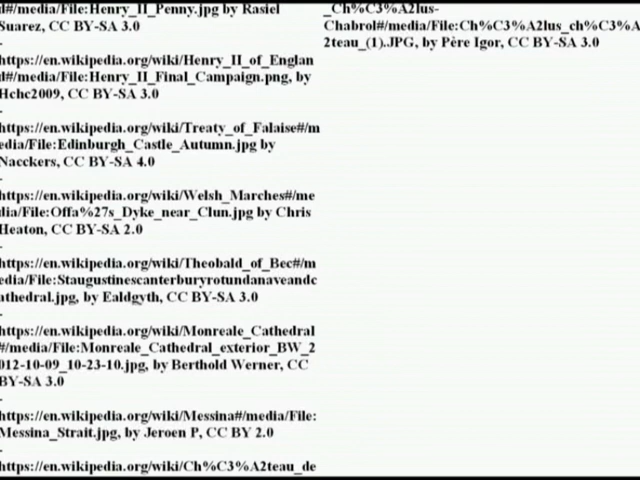 d#/media/File:Henry_II_Penny.jpg by Rasiel
Suarez, CC BY-SA 3.0
-
https://en.wikipedia.org/wiki/Henry_II_of_Englan
d#/media/File:Henry_II_Final_Campaign.png, by
Hchc2009, CC BY-SA 3.0
-
https://en.wikipedia.org/wiki/Treaty_of_Falaise#/m
edia/File:Edinburgh_Castle_Autumn.jpg by
Nacckers, CC BY-SA 4.0
-
https://en.wikipedia.org/wiki/Welsh_Marches#/me
dia/File:Offa%27s_Dyke_near_Clun.jpg by Chris
Heaton, CC BY-SA 2.0
-
https://en.wikipedia.org/wiki/Theobald_of_Bec#/m
edia/File:Staugustinescanterburyrotundanaveandc
athedral.jpg, by Ealdgyth, CC BY-SA 3.0
-
https://en.wikipedia.org/wiki/Monreale_Cathedral
#/media/File:Monreale_Cathedral_exterior_BW_2
012-10-09_10-23-10.jpg, by Berthold Werner, CC
BY-SA 3.0
-
https://en.wikipedia.org/wiki/Messina#/media/File:
Messina_Strait.jpg, by Jeroen P, CC BY 2.0
-
https://en.wikipedia.org/wiki/Ch%C3%A2teau_de
_Ch%C3%A2lus-
Chabrol#/media/File:Ch%C3%A2lus_ch%C3%A
2teau_(1).JPG, by Père Igor, CC BY-SA 3.0